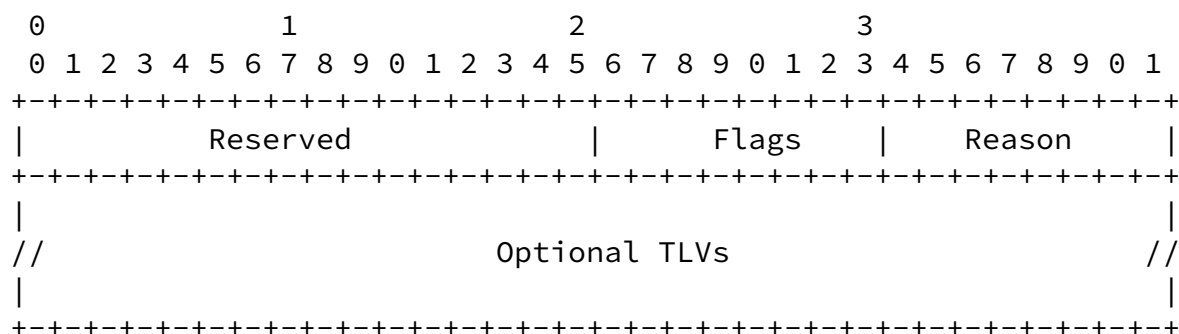 0                   1                   2                   3
 0 1 2 3 4 5 6 7 8 9 0 1 2 3 4 5 6 7 8 9 0 1 2 3 4 5 6 7 8 9 0 1
+-+-+-+-+-+-+-+-+-+-+-+-+-+-+-+-+-+-+-+-+-+-+-+-+-+-+-+-+-+-+-+-+
|          Reserved             |      Flags    |    Reason     |
+-+-+-+-+-+-+-+-+-+-+-+-+-+-+-+-+-+-+-+-+-+-+-+-+-+-+-+-+-+-+-+-+
|                                                               |
//                        Optional TLVs                       //
|                                                               |
+-+-+-+-+-+-+-+-+-+-+-+-+-+-+-+-+-+-+-+-+-+-+-+-+-+-+-+-+-+-+-+-+